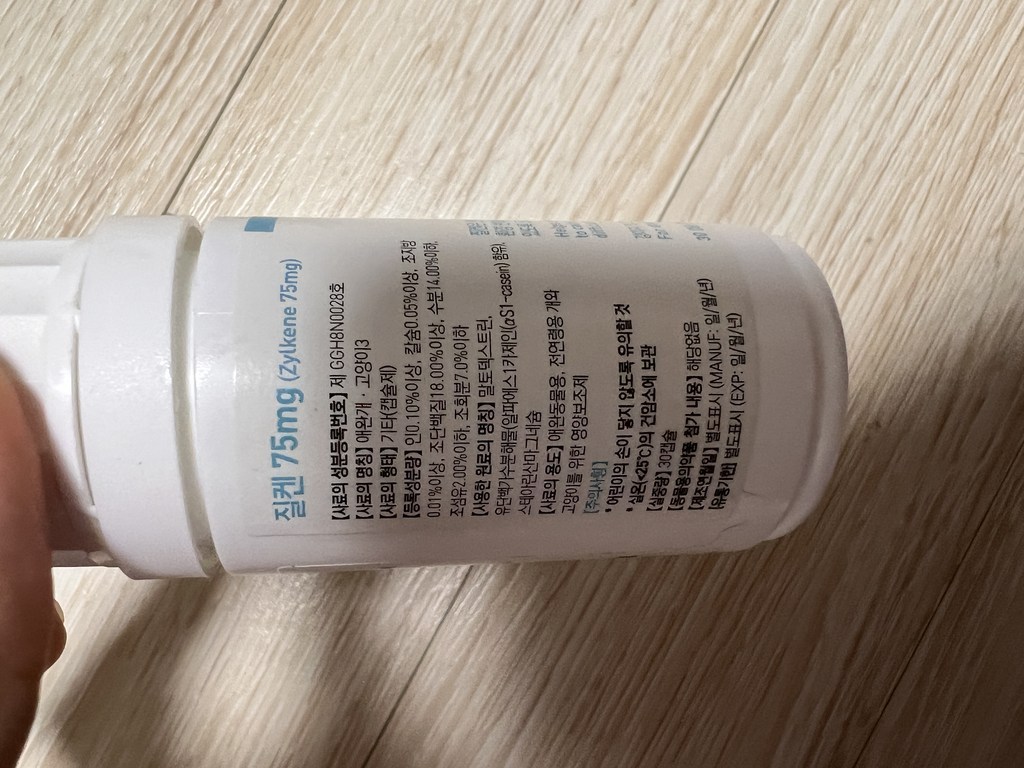 질켄 75mg (Zylkene 75mg)
[사료의 성분등록번호] 제 GGH8N0028호
[사료의 명칭] 애완개 · 고양이3
[사료의 형태] 기타(캡슐제)
[등록성분량] 인0.10%이상, 칼슘0.05%이상, 조지방
0.01%이상, 조단백질18.00%이상, 수분14.00%이하,
조섬유2.00%이하, 조회분7.0%이하
[사용한 원료의 명칭] 말토덱스트린,
유단백가수분해물(알파에스1카제인(αS1-casein) 함유),
스테아린산마그네슘
[사료의 용도] 애완동물용, 전연령용 개와
고양이를 위한 영양보조제
[주의사항]
* 어린이의 손이 닿지 않도록 유의할 것
* 실온(<25℃)의 건암소에 보관
[실중량] 30캡슐
[동물용의약품 첨가 내용] 해당없음
[제조연월일] 별도표시 (MANUF: 일/월/년)
[유통기한] 별도표시 (EXP: 일/월/년)